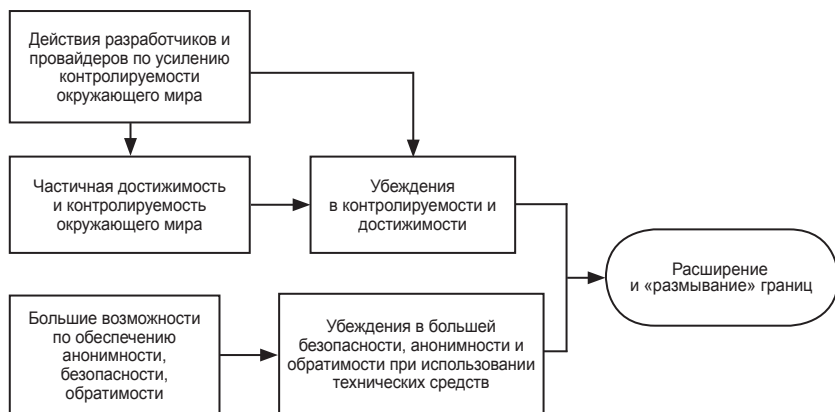 Действия разработчиков и
провайдеров по усилению
контролируемости
окружающего мира
Частичная достижимость
и контролируемость
окружающего мира
Убеждения
в контролируемости и
достижимости
Расширение
и «размывание» границ
Большие возможности
по обеспечению
анонимности,
безопасности,
обратимости
Убеждения в большей
безопасности, анонимности и
обратимости при использовании
технических средств